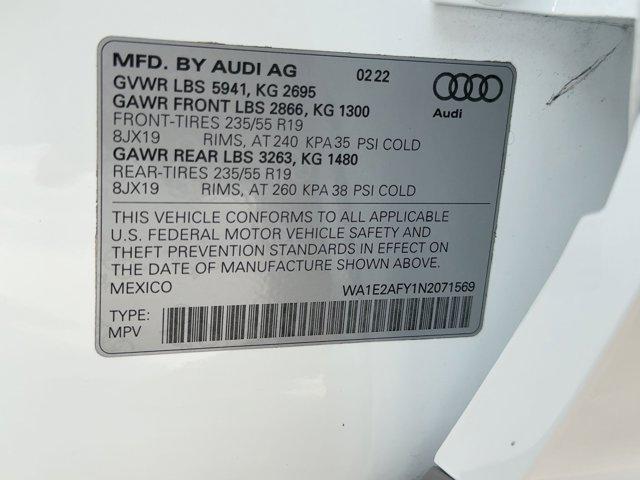 MFD. BY AUDI AG 02 22
GVWR LBS 5941, KG 2695
GAWR FRONT LBS 2866, KG 1300
FRONT-TIRES 235/55 R19
8JX19 RIMS, AT 240 KPA 35 PSI COLD
GAWR REAR LBS 3263, KG 1480
REAR-TIRES 235/55 R19
8JX19 RIMS, AT 260 KPA 38 PSI COLD
Audi
THIS VEHICLE CONFORMS TO ALL APPLICABLE
U.S. FEDERAL MOTOR VEHICLE SAFETY AND
THEFT PREVENTION STANDARDS IN EFFECT ON
THE DATE OF MANUFACTURE SHOWN ABOVE.
MEXICO WA1E2AFY1N2071569
TYPE:
MPV